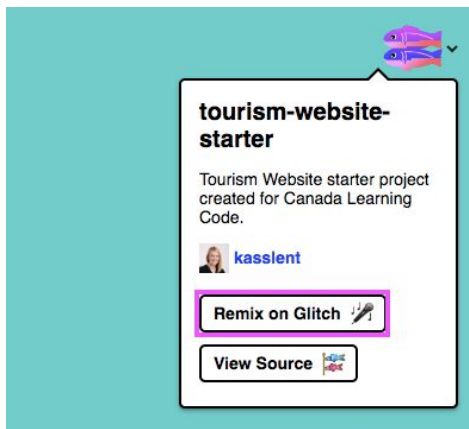 tourism-website-
starter
Tourism Website starter project
created for Canada Learning
Code.
kasslent
Remix on Glitch
View Source